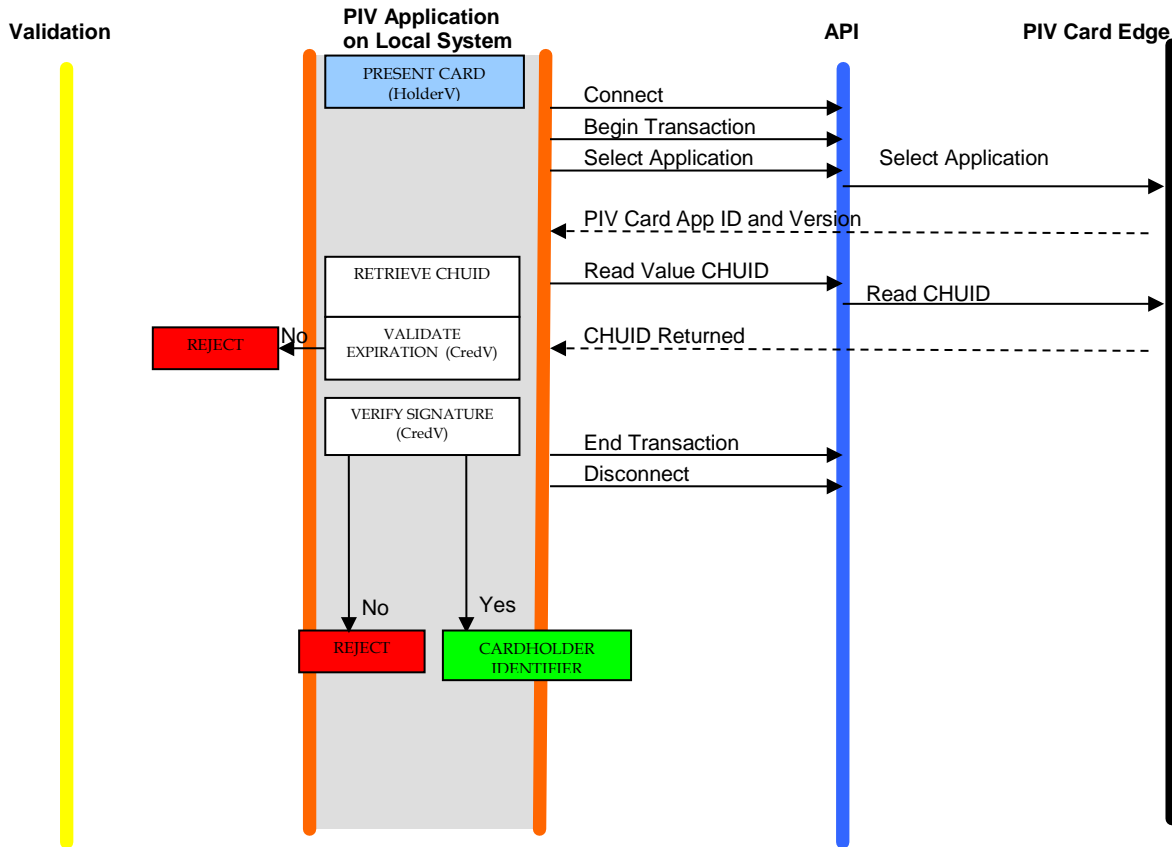 Validation
PIV Application
on Local System
API
PIV Card Edge
PRESENT CARD
(HolderV)
Connect
Begin Transaction
Select Application
Select Application
PIV Card App ID and Version
RETRIEVE CHUID
Read Value CHUID
Read CHUID
REJECT
No
VALIDATE
EXPIRATION (CredV)
CHUID Returned
VERIFY SIGNATURE
(CredV)
End Transaction
Disconnect
No
Yes
REJECT
CARDHOLDER
IDENTIFIER